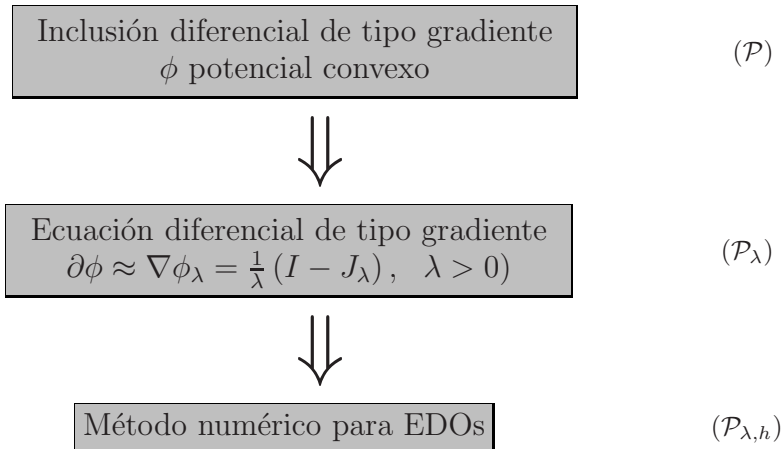 Inclusión diferencial de tipo gradiente
ϕ potencial convexo
(𝒫)
Ecuación diferencial de tipo gradiente
∂ϕ ≈ ∇ϕ_λ = 1/λ (I − J_λ) , λ > 0)
(𝒫_λ)
Método numérico para EDOs
(𝒫_{λ,h})